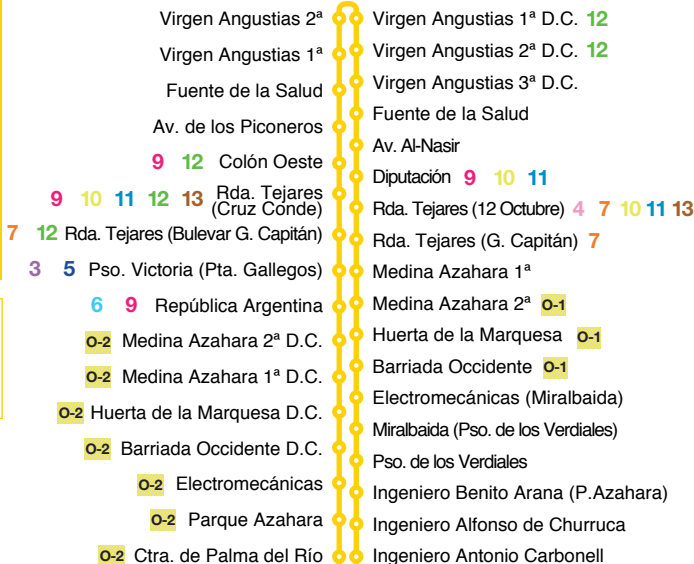 Virgen Angustias 2ª
Virgen Angustias 1ª
Fuente de la Salud
Av. de los Piconeros
9 12 Colón Oeste
9 10 11 12 13 Rda. Tejares
(Cruz Conde)
7 12 Rda. Tejares (Bulevar G. Capitán)
3 5 Pso. Victoria (Pta. Gallegos)
6 9 República Argentina
O-2 Medina Azahara 2ª D.C.
O-2 Medina Azahara 1ª D.C.
O-2 Huerta de la Marquesa D.C.
O-2 Barriada Occidente D.C.
O-2 Electromecánicas
O-2 Parque Azahara
O-2 Ctra. de Palma del Río
Virgen Angustias 1ª D.C. 12
Virgen Angustias 2ª D.C. 12
Virgen Angustias 3ª D.C.
Fuente de la Salud
Av. Al-Nasir
Diputación 9 10 11
Rda. Tejares (12 Octubre) 4 7 10 11 13
Rda. Tejares (G. Capitán) 7
Medina Azahara 1ª
Medina Azahara 2ª O-1
Huerta de la Marquesa O-1
Barriada Occidente O-1
Electromecánicas (Miralbaida)
Miralbaida (Pso. de los Verdiales)
Pso. de los Verdiales
Ingeniero Benito Arana (P.Azahara)
Ingeniero Alfonso de Churruca
Ingeniero Antonio Carbonell